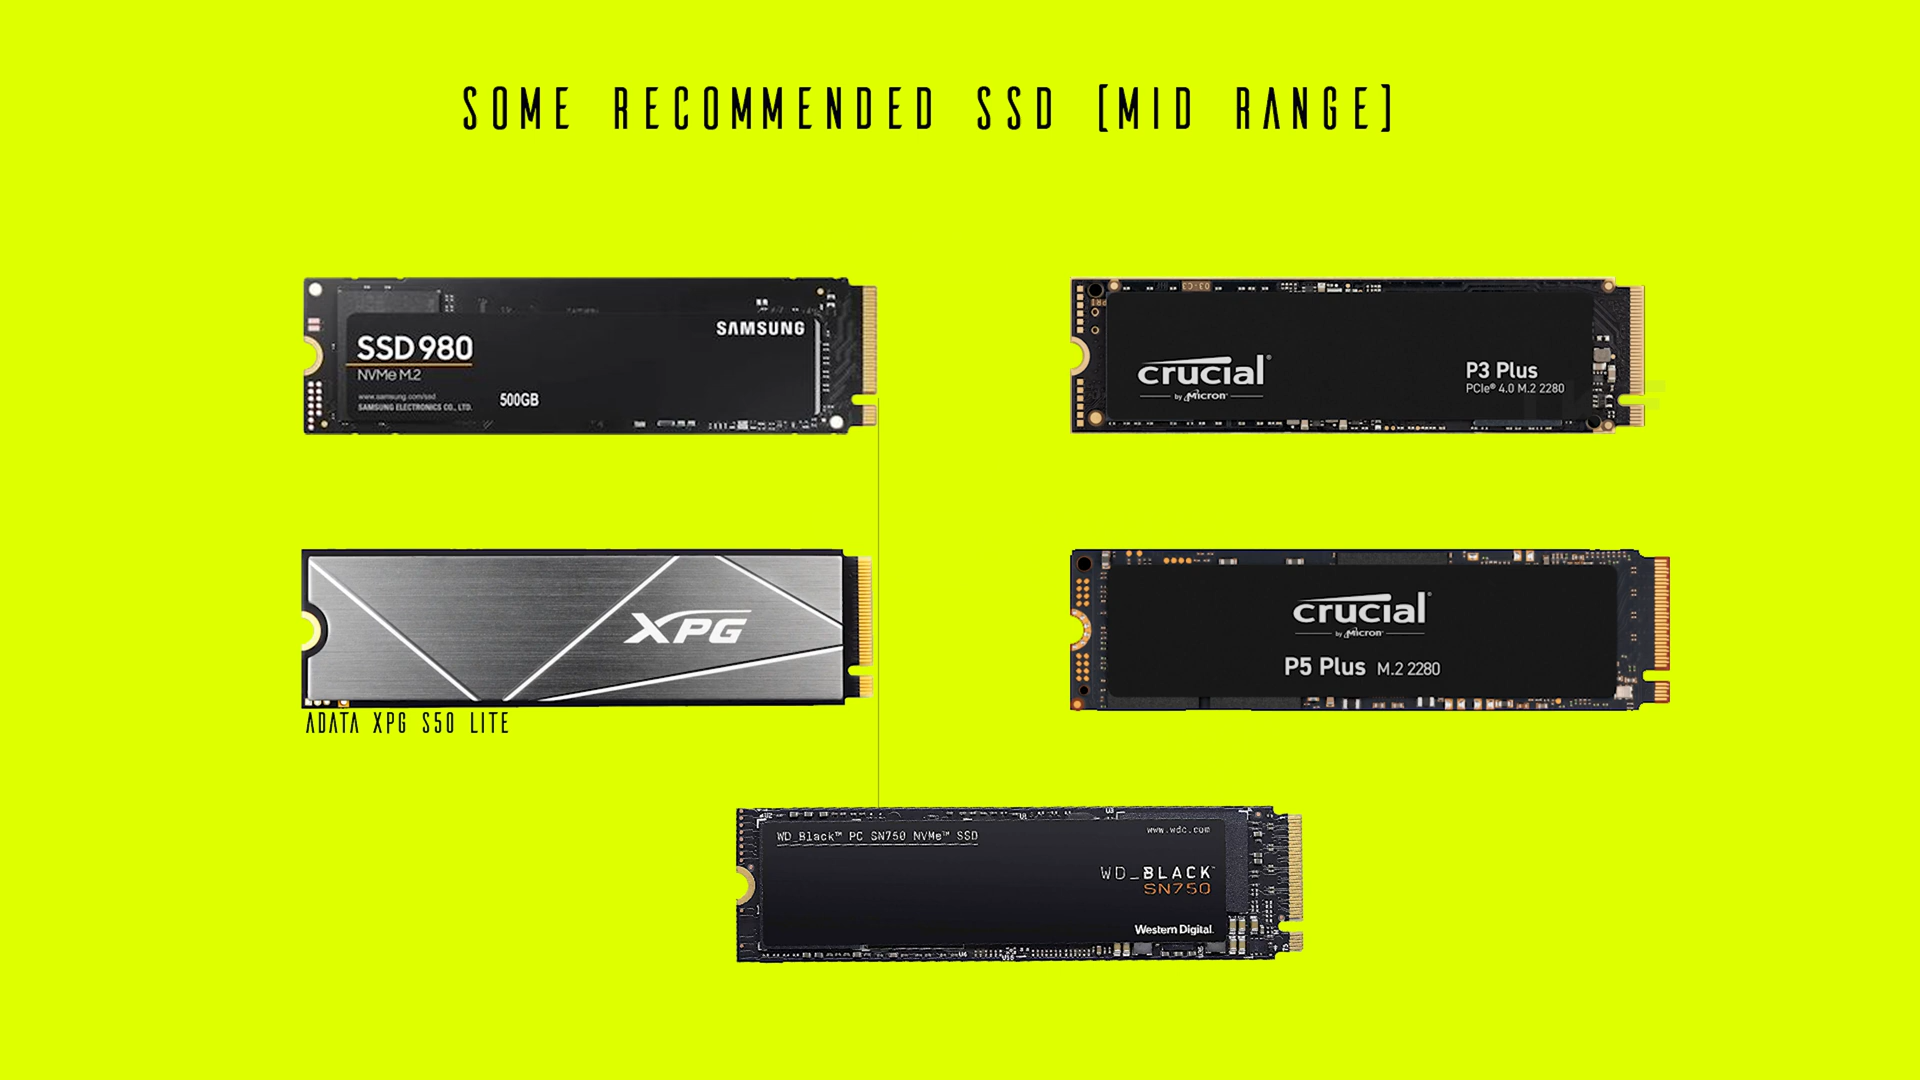 SOME RECOMMENDED SSD [MID RANGE]
SAMSUNG
SSD 980
NVMe M.2
www.samsung.com/ssd
SAMSUNG ELECTRONICS CO., LTD.
500GB
crucial®
by Micron®
P3 Plus
PCIe® 4.0 M.2 2280
XPG
ADATA XPG S50 LITE
crucial®
by Micron®
P5 Plus M.2 2280
WD_Black™ PC SN750 NVMe™ SSD
www.wdc.com
WD_BLACK™
SN750
Western Digital.